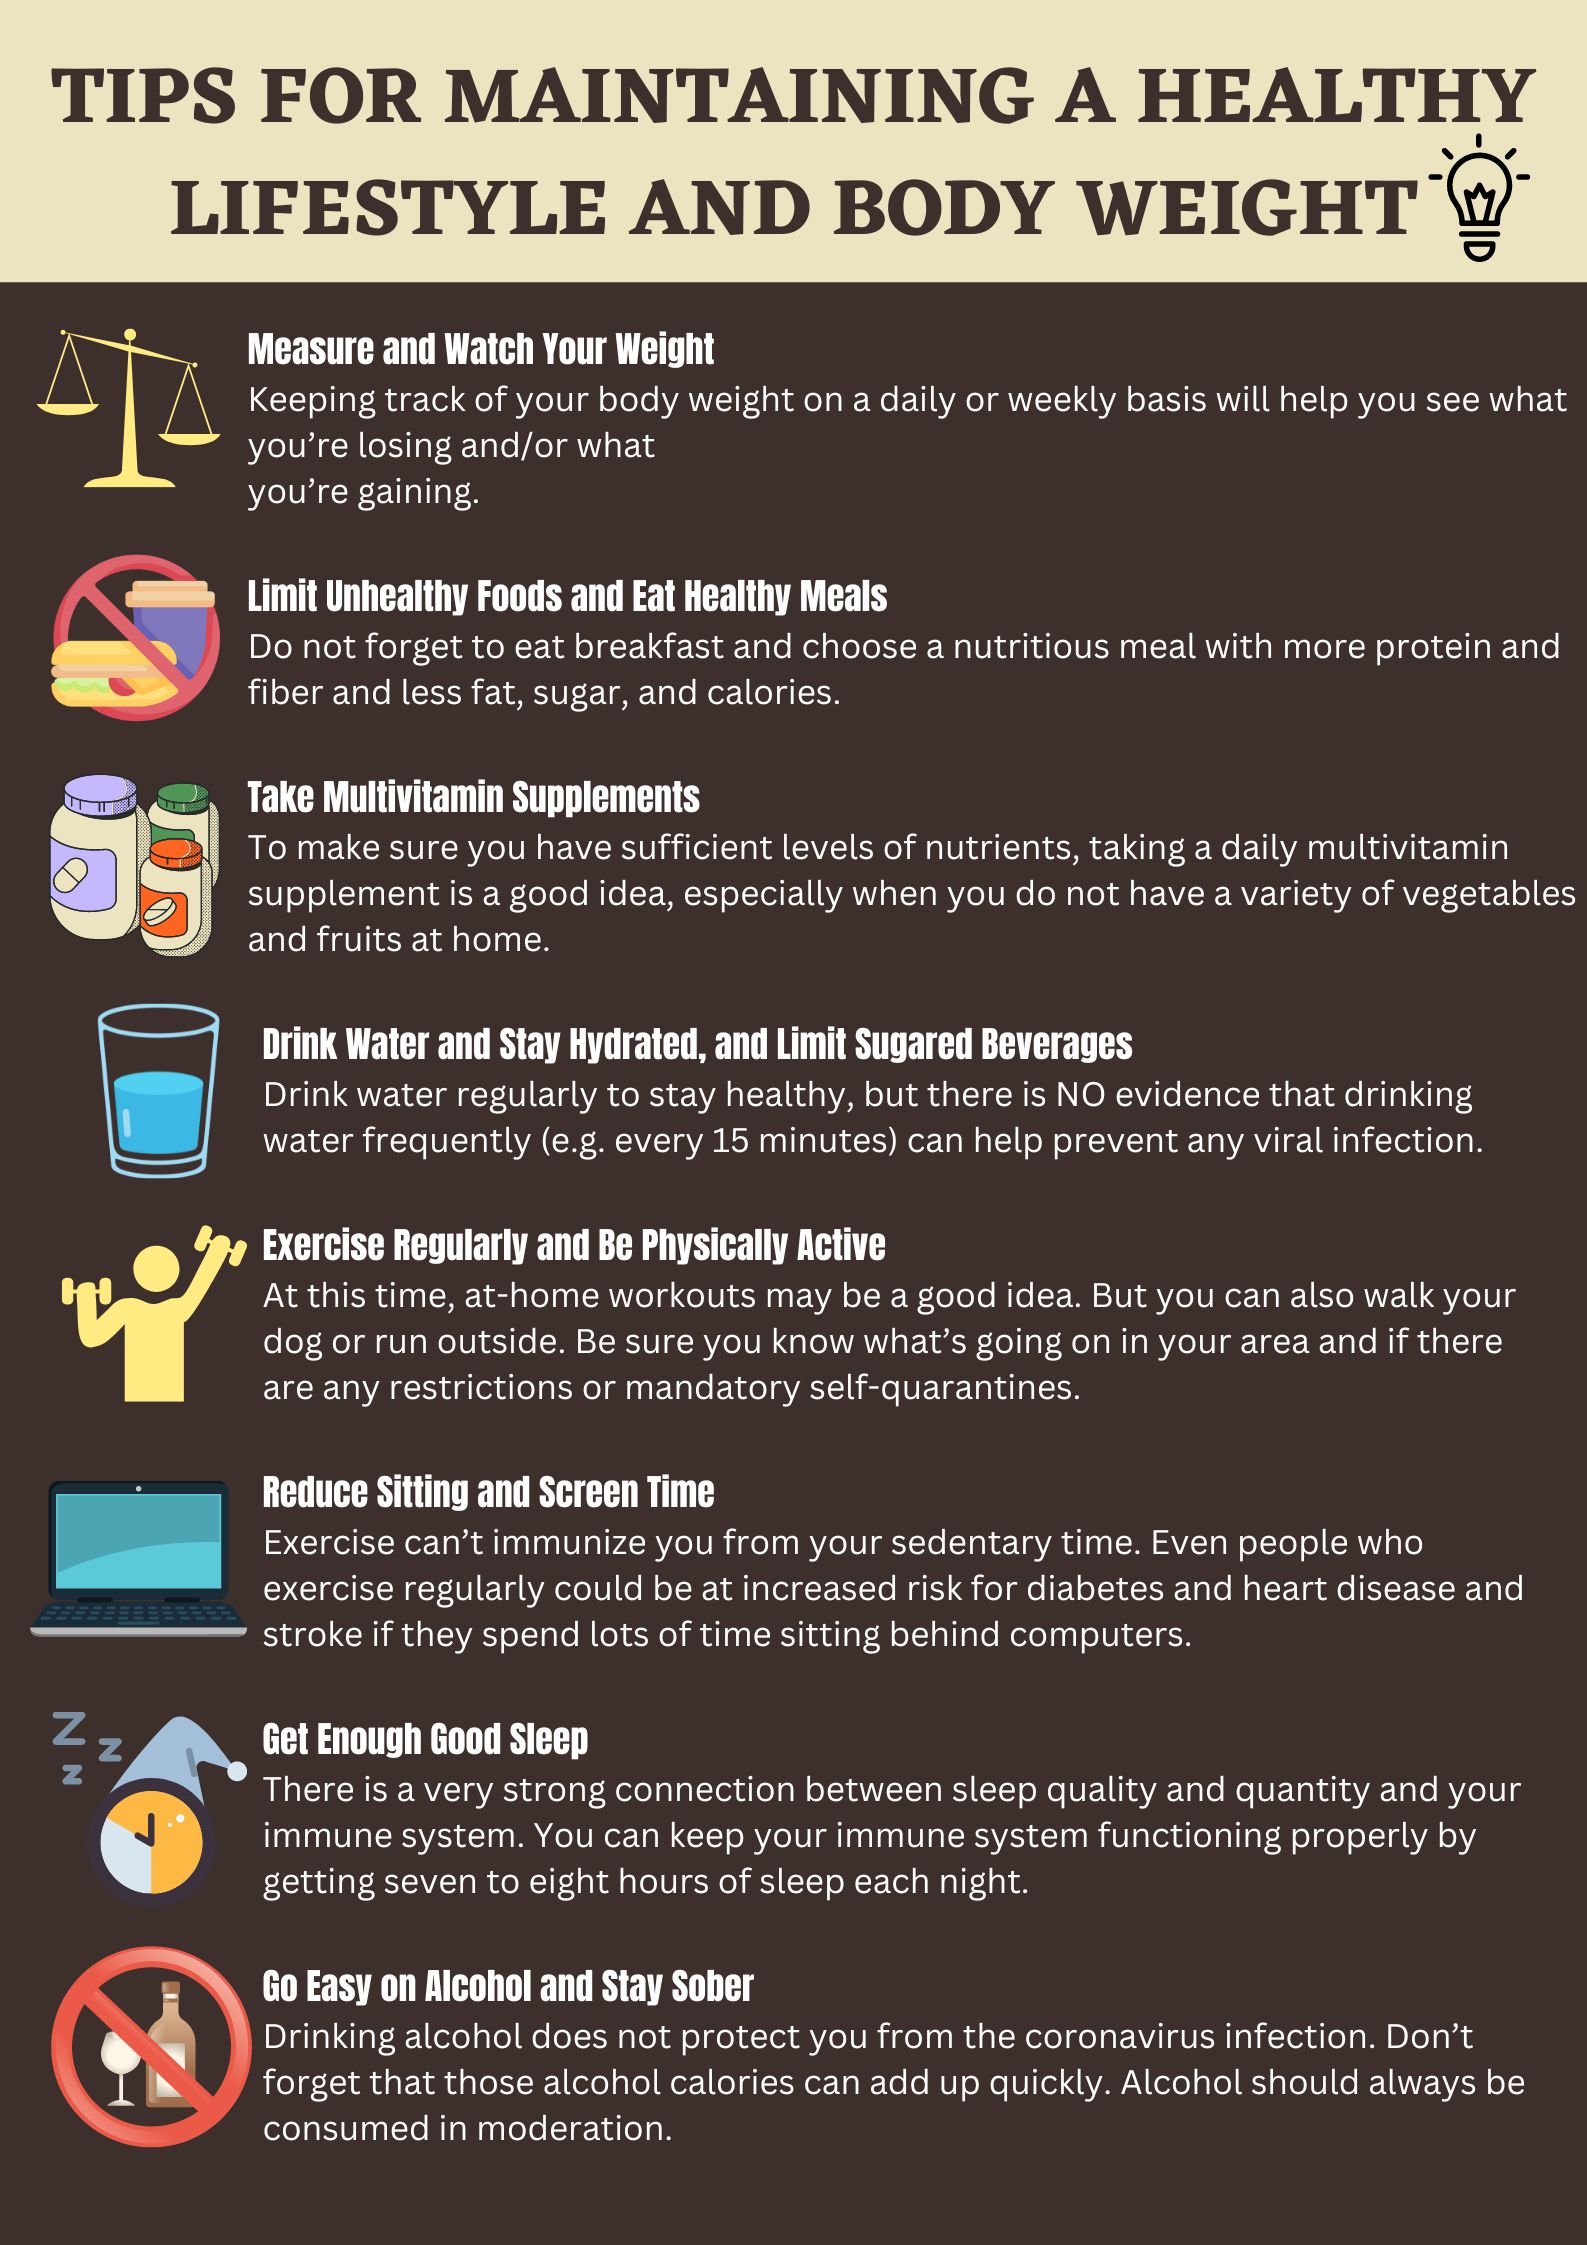 TIPS FOR MAINTAINING A HEALTHY
LIFESTYLE AND BODY WEIGHT
Measure and Watch Your Weight
Keeping track of your body weight on a daily or weekly basis will help you see what
you’re losing and/or what
you’re gaining.
Limit Unhealthy Foods and Eat Healthy Meals
Do not forget to eat breakfast and choose a nutritious meal with more protein and
fiber and less fat, sugar, and calories.
Take Multivitamin Supplements
To make sure you have sufficient levels of nutrients, taking a daily multivitamin
supplement is a good idea, especially when you do not have a variety of vegetables
and fruits at home.
Drink Water and Stay Hydrated, and Limit Sugared Beverages
Drink water regularly to stay healthy, but there is NO evidence that drinking
water frequently (e.g. every 15 minutes) can help prevent any viral infection.
Exercise Regularly and Be Physically Active
At this time, at-home workouts may be a good idea. But you can also walk your
dog or run outside. Be sure you know what’s going on in your area and if there
are any restrictions or mandatory self-quarantines.
Reduce Sitting and Screen Time
Exercise can’t immunize you from your sedentary time. Even people who
exercise regularly could be at increased risk for diabetes and heart disease and
stroke if they spend lots of time sitting behind computers.
Z z
z
Get Enough Good Sleep
There is a very strong connection between sleep quality and quantity and your
immune system. You can keep your immune system functioning properly by
getting seven to eight hours of sleep each night.
Go Easy on Alcohol and Stay Sober
Drinking alcohol does not protect you from the coronavirus infection. Don’t
forget that those alcohol calories can add up quickly. Alcohol should always be
consumed in moderation.